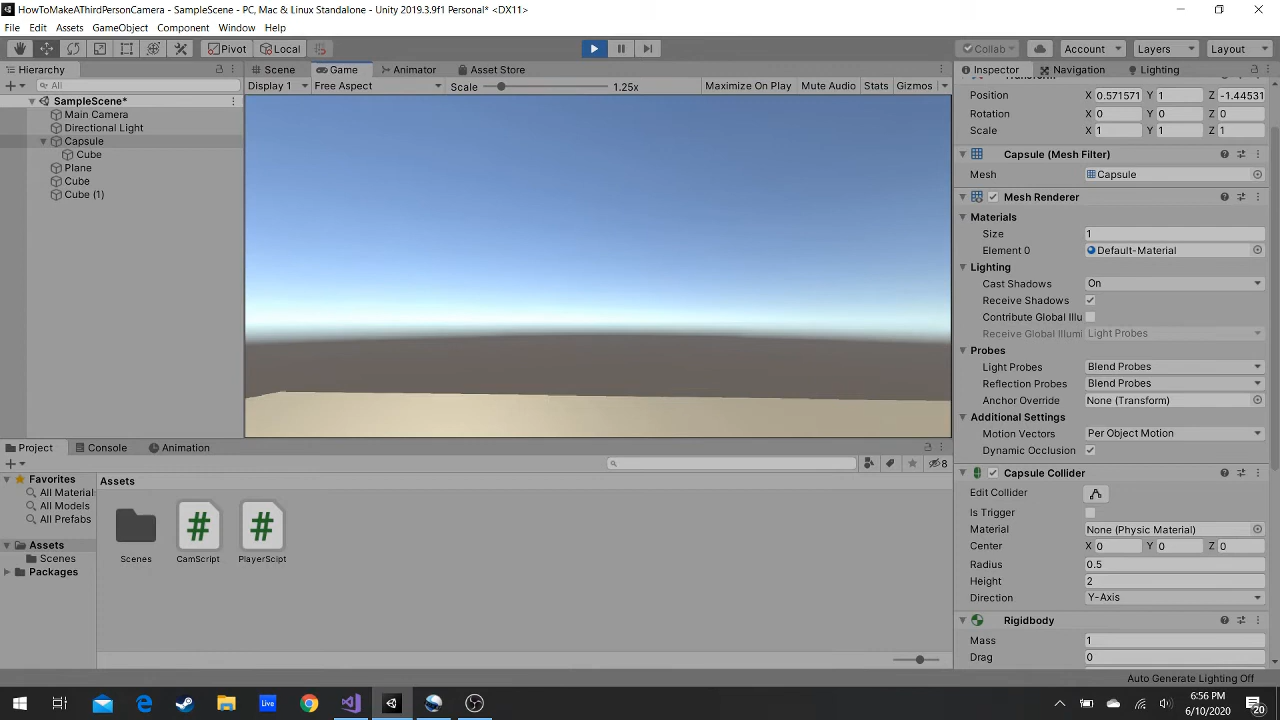 HowToMakeAThirdPersonCamera - SampleScene - PC, Mac & Linux Standalone - Unity 2019.3.9f1 Personal* <DX11>
File Edit Assets GameObject Component Window Help
Pivot Local Collab Account Layers Layout
Hierarchy Scene Game Animator Asset Store Inspector Navigation Lighting
All Display 1 Free Aspect Scale 1.25x Maximize On Play Mute Audio Stats Gizmos
SampleScene*
Main Camera
Directional Light
Capsule
Cube
Plane
Cube
Cube (1)
Position X 0.571571 Y 1 Z -1.44531
Rotation X 0 Y 0 Z 0
Scale X 1 Y 1 Z 1
Capsule (Mesh Filter)
Mesh Capsule
Mesh Renderer
Materials
Size 1
Element 0 Default-Material
Lighting
Cast Shadows On
Receive Shadows
Contribute Global Illu
Receive Global Illumi Light Probes
Probes
Light Probes Blend Probes
Reflection Probes Blend Probes
Anchor Override None (Transform)
Additional Settings
Motion Vectors Per Object Motion
Dynamic Occlusion
Capsule Collider
Edit Collider
Is Trigger
Material None (Physic Material)
Center X 0 Y 0 Z 0
Radius 0.5
Height 2
Direction Y-Axis
Rigidbody
Mass 1
Drag 0
Auto Generate Lighting Off
Project Console Animation
8
Favorites
All Material
All Models
All Prefabs
Assets
Scenes
Packages
Assets
Scenes CamScript PlayerScipt
Live
6:56 PM
6/10/2020
20